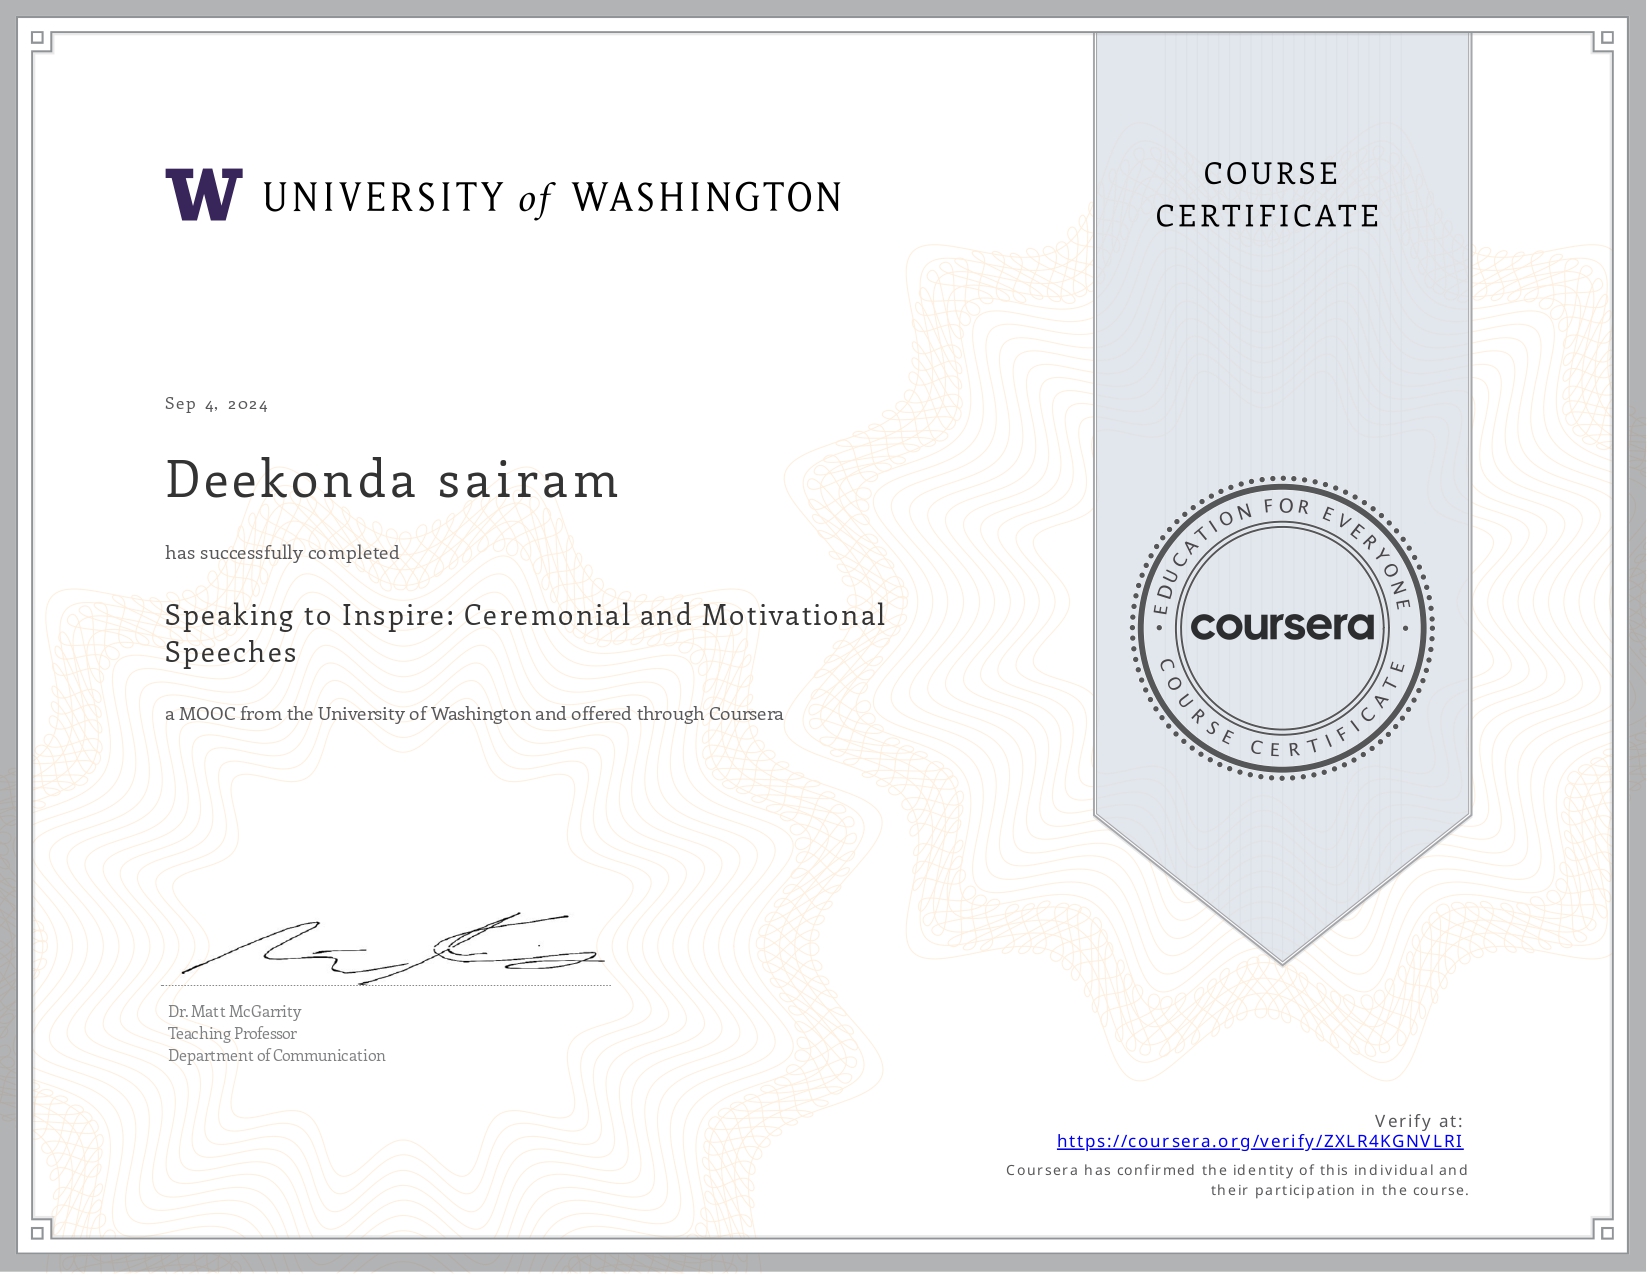 W UNIVERSITY of WASHINGTON
COURSE
CERTIFICATE
Sep 4, 2024
Deekonda sairam
has successfully completed
Speaking to Inspire: Ceremonial and Motivational
Speeches
a MOOC from the University of Washington and offered through Coursera
EDUCATION FOR EVERYONE
coursera
COURSE CERTIFICATE
Dr. Matt McGarrity
Teaching Professor
Department of Communication
Verify at:
https://coursera.org/verify/ZXLR4KGNVLRI
Coursera has confirmed the identity of this individual and
their participation in the course.